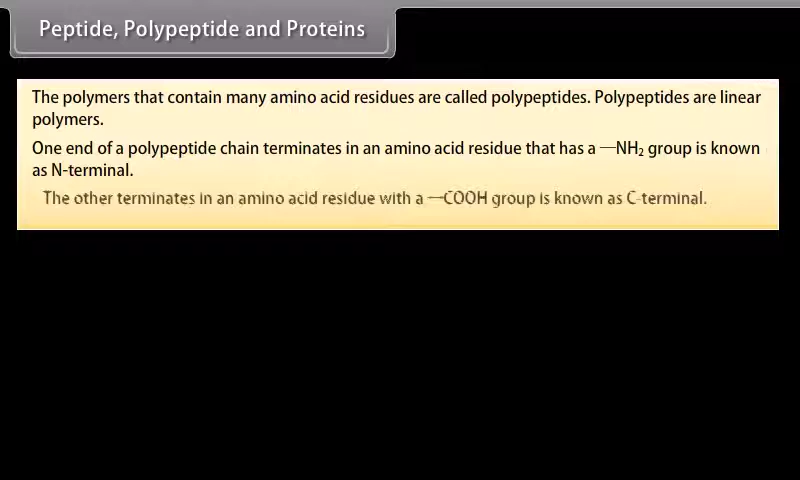 Peptide, Polypeptide and Proteins
The polymers that contain many amino acid residues are called polypeptides. Polypeptides are linear
polymers.
One end of a polypeptide chain terminates in an amino acid residue that has a —NH₂ group is known
as N-terminal.
The other terminates in an amino acid residue with a —COOH group is known as C-terminal.